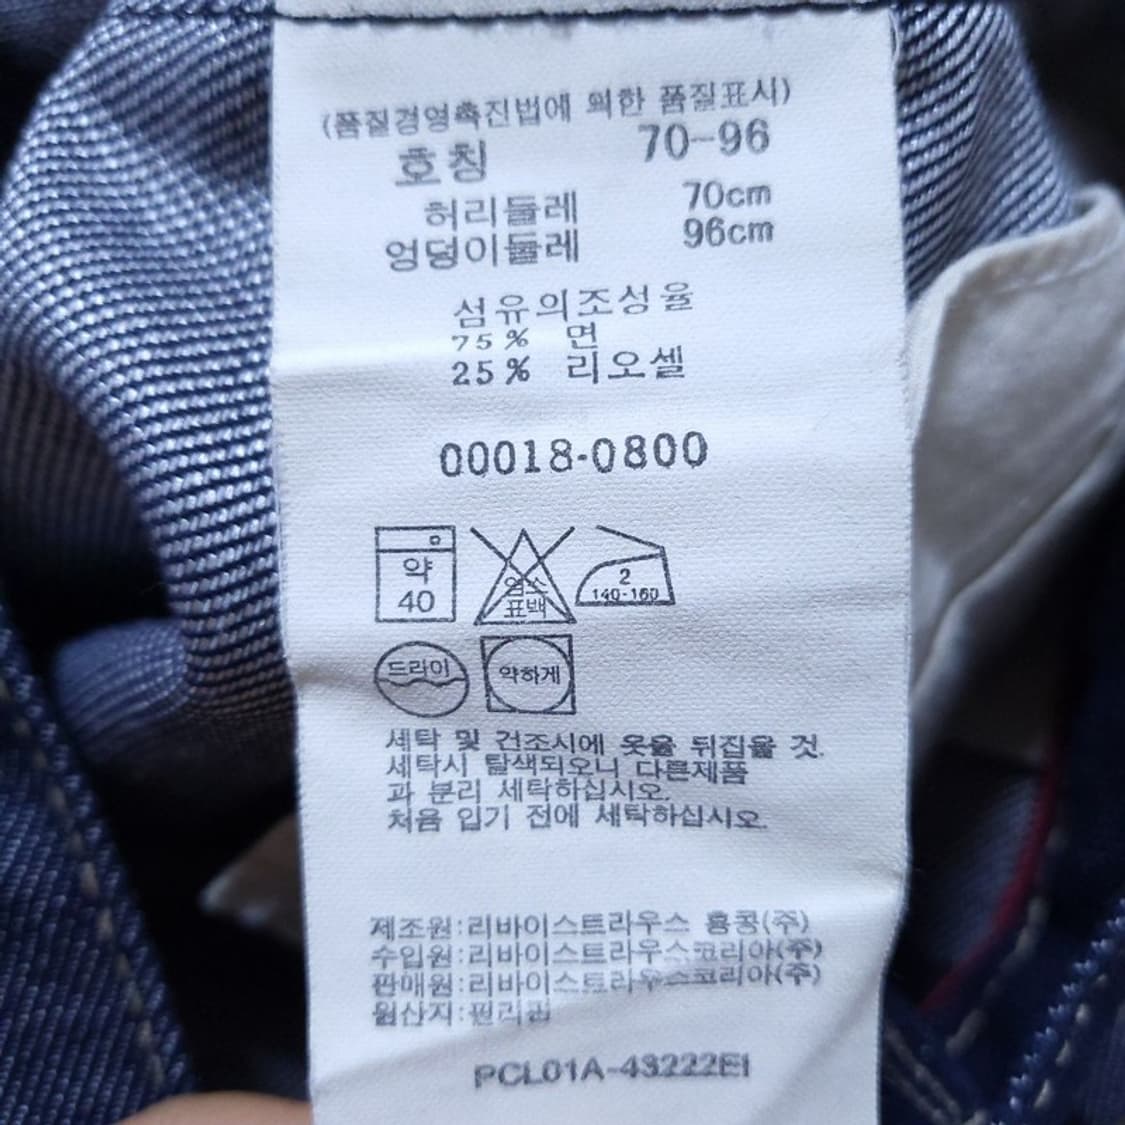 (품질경영촉진법에 의한 품질표시)
호칭 70-96
허리둘레 70cm
엉덩이둘레 96cm
섬유의조성율
75% 면
25% 리오셀
00018-0800
약
40
염소
표백
2
140-160
드라이
약하게
세탁 및 건조시에 옷을 뒤집을 것.
세탁시 탈색되오니 다른제품
과 분리 세탁하십시오.
처음 입기 전에 세탁하십시오.
제조원:리바이스트라우스 홍콩(주)
수입원:리바이스트라우스코리아(주)
판매원:리바이스트라우스코리아(주)
원산지:필리핀
PCL01A-43222EI